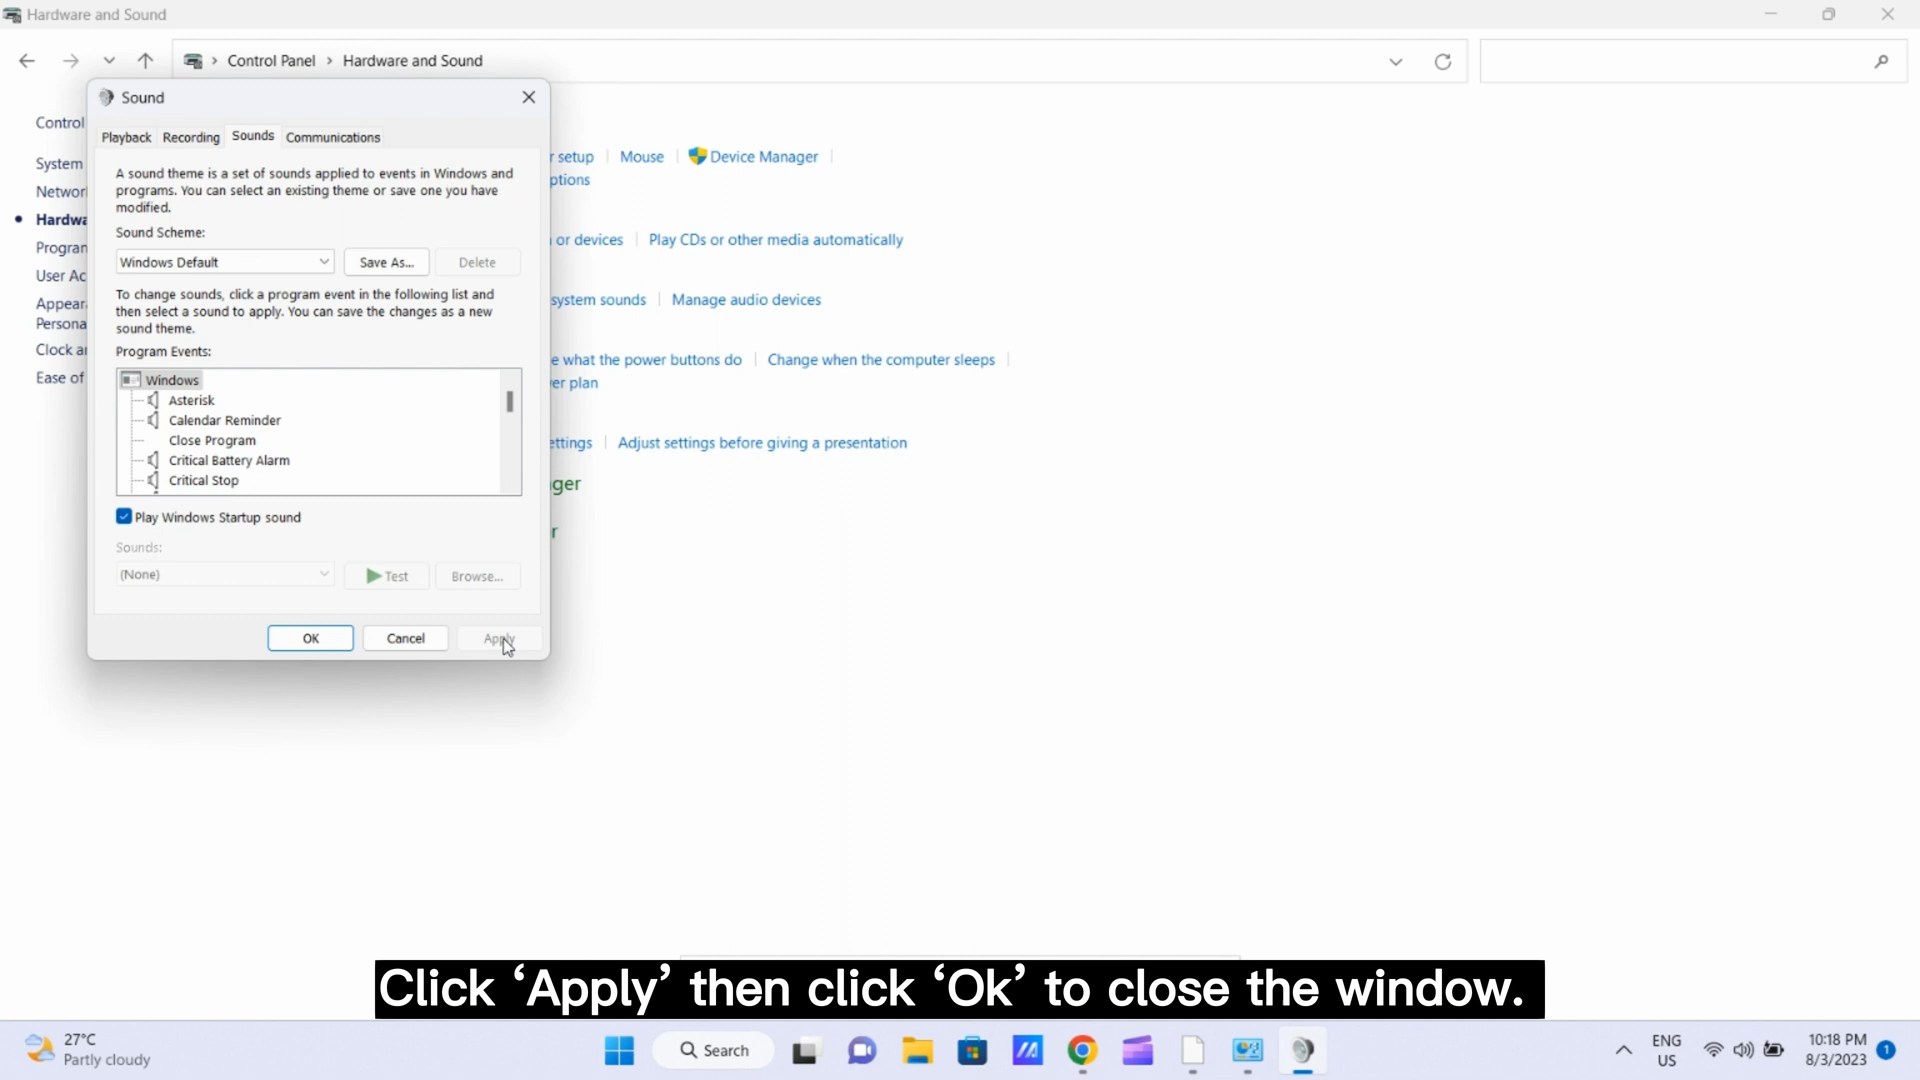 Hardware and Sound
Control Panel > Hardware and Sound
Sound
Playback Recording Sounds Communications
A sound theme is a set of sounds applied to events in Windows and
programs. You can select an existing theme or save one you have
modified.
Sound Scheme:
Windows Default
Save As...
Delete
To change sounds, click a program event in the following list and
then select a sound to apply. You can save the changes as a new
sound theme.
Program Events:
Windows
Asterisk
Calendar Reminder
Close Program
Critical Battery Alarm
Critical Stop
Play Windows Startup sound
Sounds:
(None)
Test
Browse...
OK
Cancel
Apply
Control
System
Networ
Hardwa
Program
User Ac
Appear
Persona
Clock a
Ease of
r setup
Mouse
Device Manager
ptions
or devices
Play CDs or other media automatically
system sounds
Manage audio devices
e what the power buttons do
Change when the computer sleeps
er plan
ettings
Adjust settings before giving a presentation
ger
r
Click ‘Apply’ then click ‘Ok’ to close the window.
27°C
Partly cloudy
Search
ENG
US
10:18 PM
8/3/2023
1